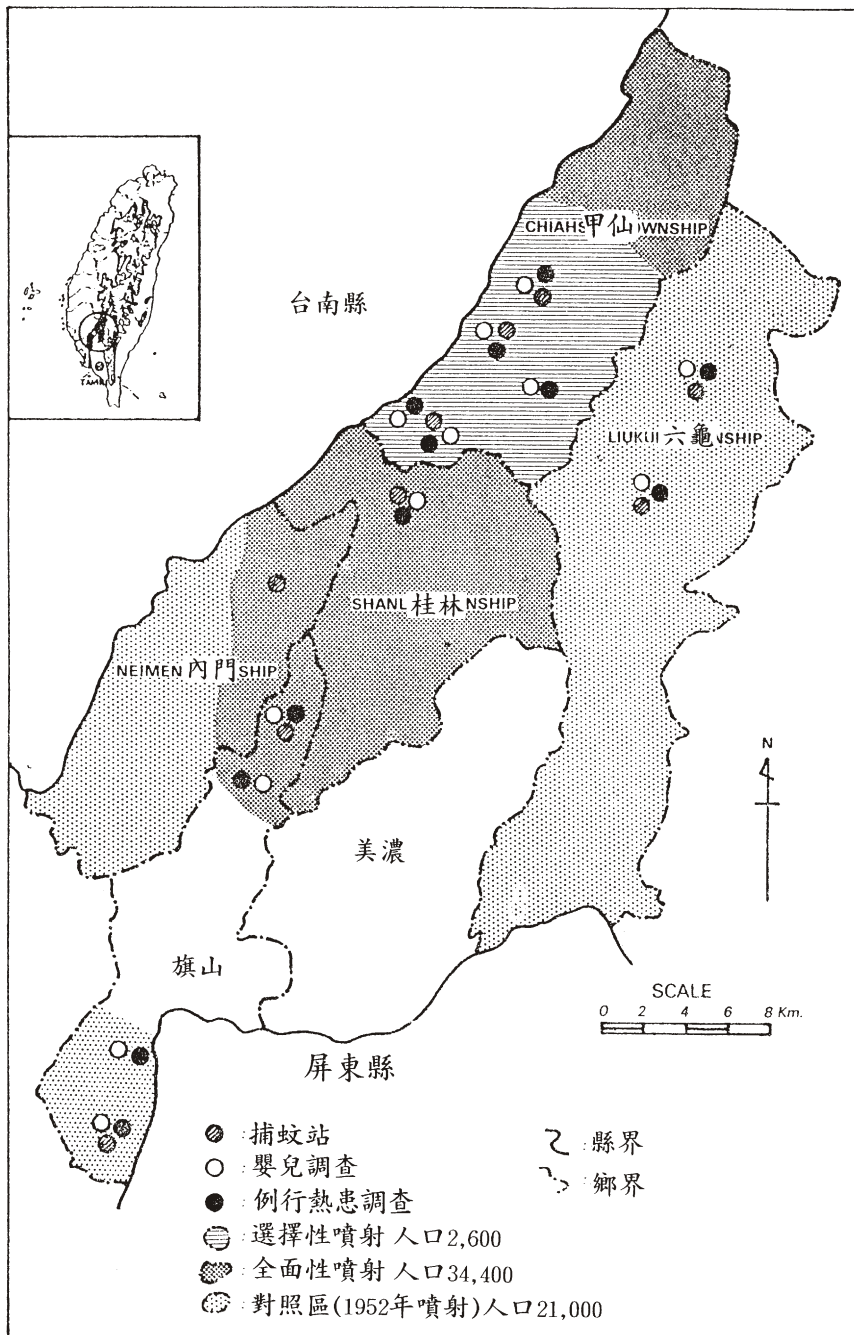 台南縣
CHIAHS甲仙OWNSHIP
LIUKUI六龜NSHIP
SHANL桂林NSHIP
NEIMEN內門SHIP
美濃
N
旗山
SCALE
0 2 4 6 8 Km.
屏東縣
:捕蚊站
:嬰兒調查
:例行熱患調查
:選擇性噴射 人口2,600
:全面性噴射 人口34,400
:對照區(1952年噴射)人口21,000
:縣界
:鄉界